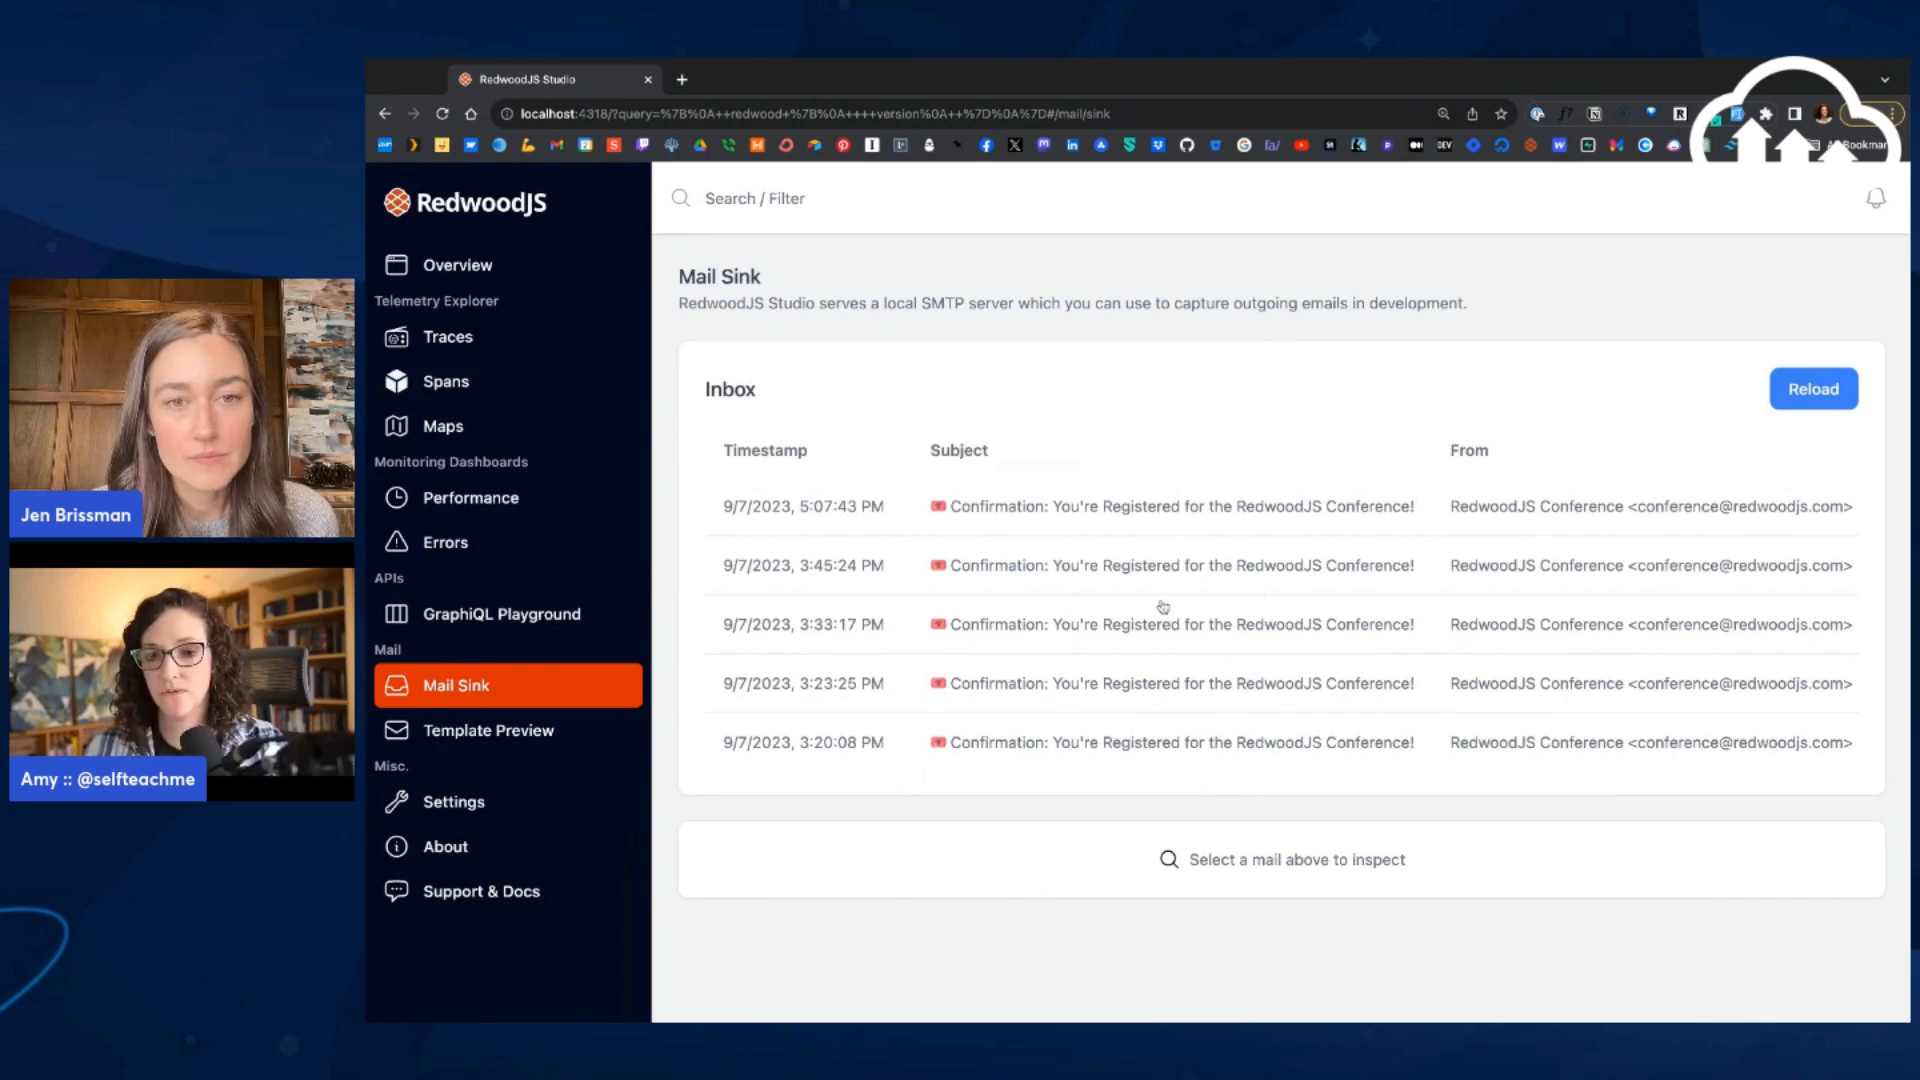 RedwoodJS Studio
localhost:4318/?query=%7B%0A++redwood+%7B%0A++++version%0A++%7D%0A%7D#/mail/sink
RedwoodJS
Search / Filter
Overview
Telemetry Explorer
Traces
Spans
Maps
Monitoring Dashboards
Performance
Errors
APIs
GraphiQL Playground
Mail
Mail Sink
Template Preview
Misc.
Settings
About
Support & Docs
Mail Sink
RedwoodJS Studio serves a local SMTP server which you can use to capture outgoing emails in development.
Inbox
Reload
Timestamp Subject From
9/7/2023, 5:07:43 PM Confirmation: You're Registered for the RedwoodJS Conference! RedwoodJS Conference <conference@redwoodjs.com>
9/7/2023, 3:45:24 PM Confirmation: You're Registered for the RedwoodJS Conference! RedwoodJS Conference <conference@redwoodjs.com>
9/7/2023, 3:33:17 PM Confirmation: You're Registered for the RedwoodJS Conference! RedwoodJS Conference <conference@redwoodjs.com>
9/7/2023, 3:23:25 PM Confirmation: You're Registered for the RedwoodJS Conference! RedwoodJS Conference <conference@redwoodjs.com>
9/7/2023, 3:20:08 PM Confirmation: You're Registered for the RedwoodJS Conference! RedwoodJS Conference <conference@redwoodjs.com>
Select a mail above to inspect
Jen Brissman
Amy :: @selfteachme